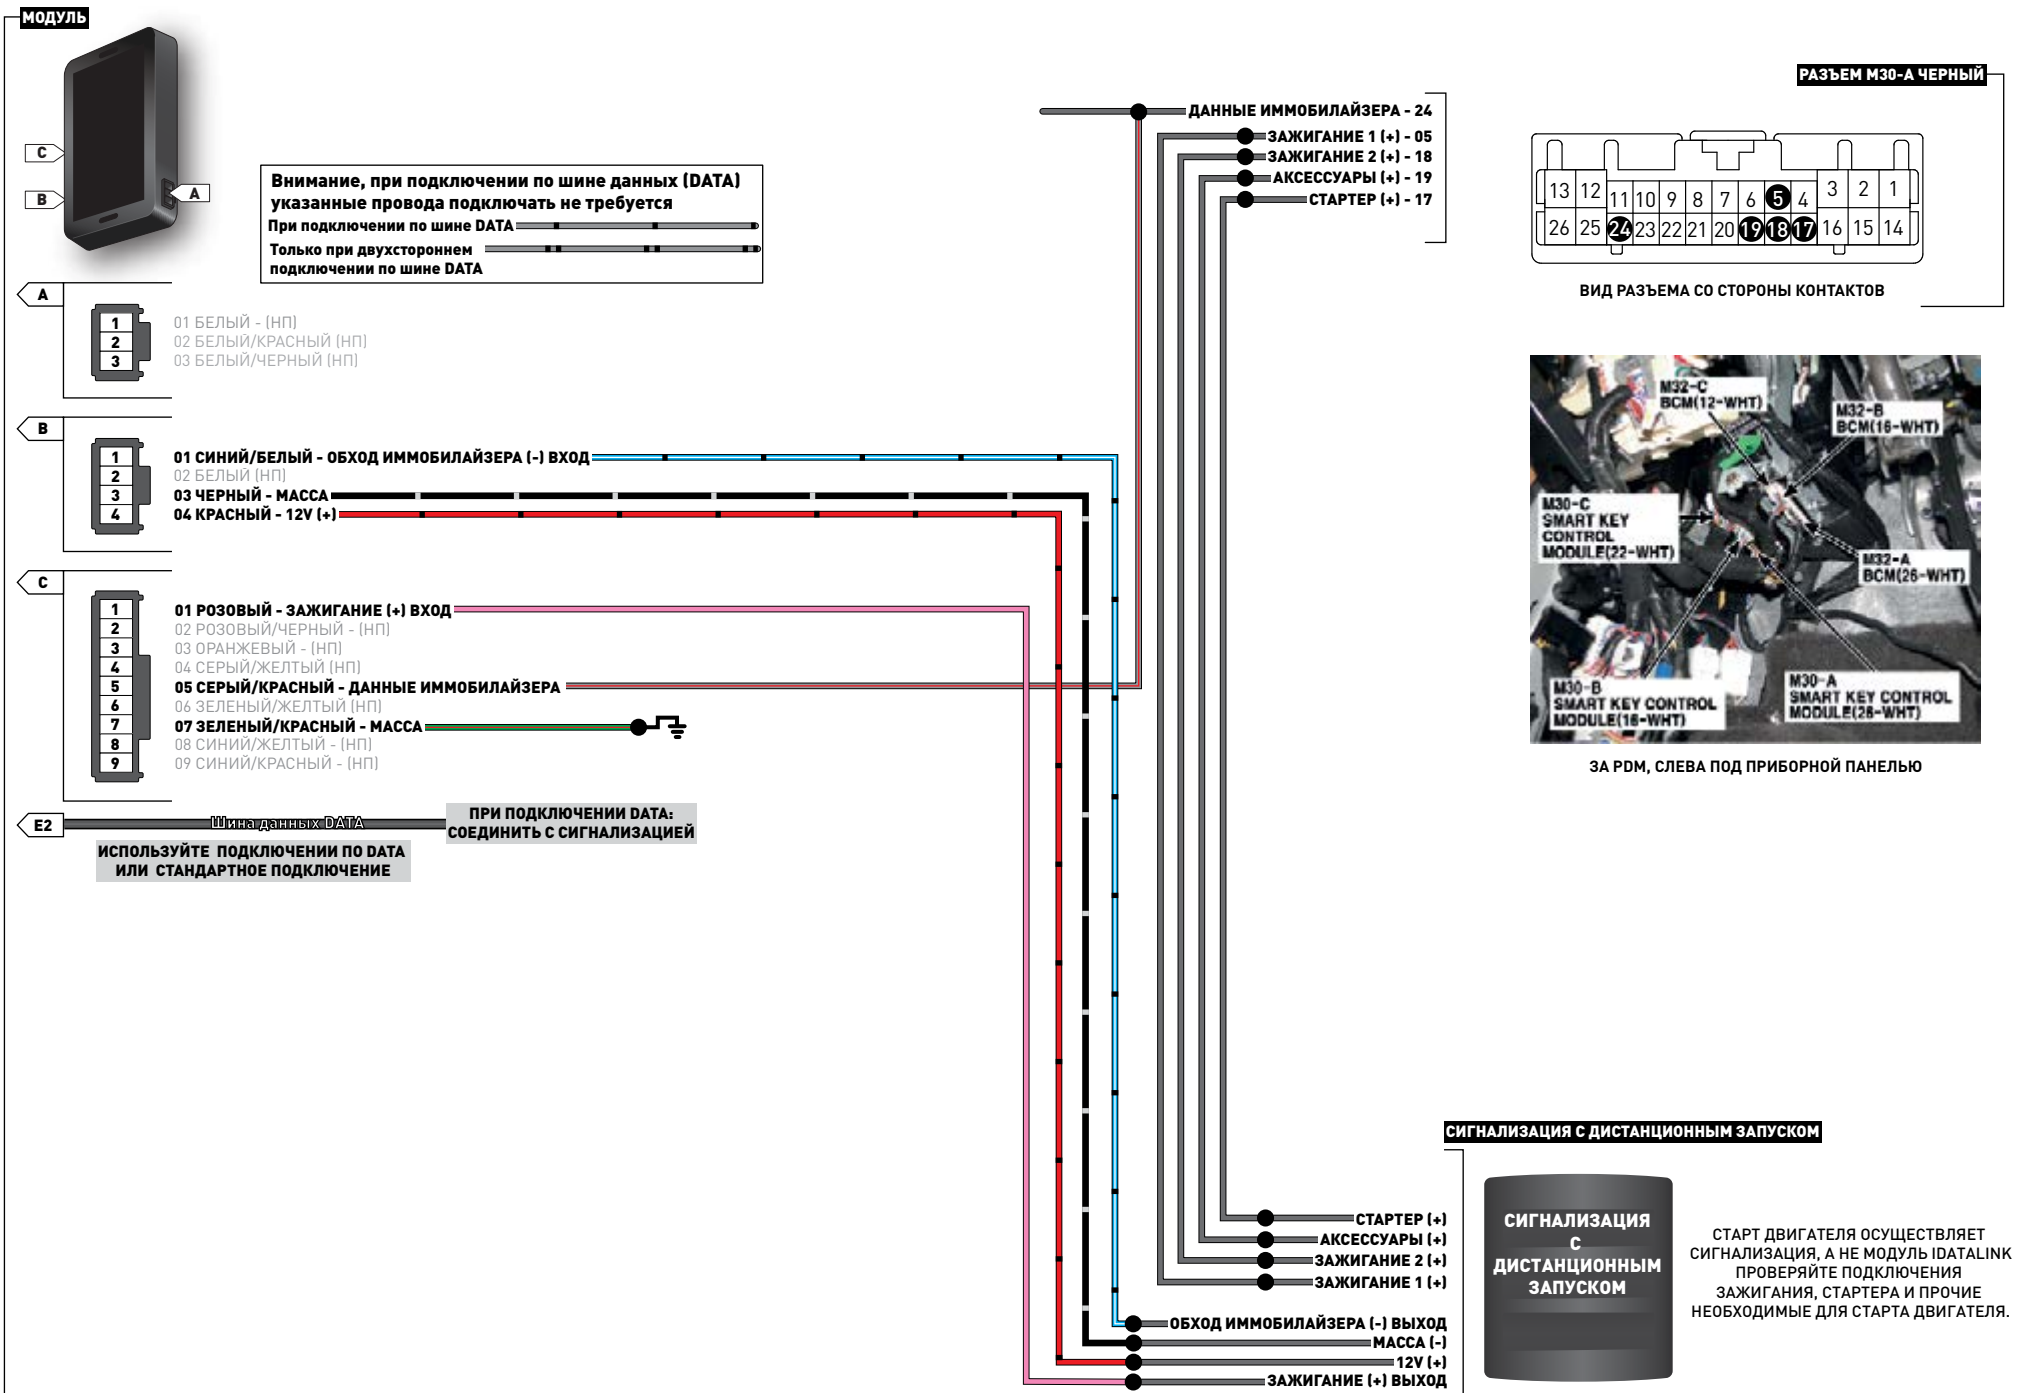 МОДУЛЬ
C
B
A
Внимание, при подключении по шине данных (DATA)
указанные провода подключать не требуется
При подключении по шине DATA
Только при двухстороннем
подключении по шине DATA
A
1
2
3
01 БЕЛЫЙ - (НП)
02 БЕЛЫЙ/КРАСНЫЙ (НП)
03 БЕЛЫЙ/ЧЕРНЫЙ (НП)
B
1
2
3
4
01 СИНИЙ/БЕЛЫЙ - ОБХОД ИММОБИЛАЙЗЕРА (-) ВХОД
02 БЕЛЫЙ (НП)
03 ЧЕРНЫЙ - МАССА
04 КРАСНЫЙ - 12V (+)
C
1
2
3
4
5
6
7
8
9
01 РОЗОВЫЙ - ЗАЖИГАНИЕ (+) ВХОД
02 РОЗОВЫЙ/ЧЕРНЫЙ - (НП)
03 ОРАНЖЕВЫЙ - (НП)
04 СЕРЫЙ/ЖЕЛТЫЙ (НП)
05 СЕРЫЙ/КРАСНЫЙ - ДАННЫЕ ИММОБИЛАЙЗЕРА
06 ЗЕЛЕНЫЙ/ЖЕЛТЫЙ (НП)
07 ЗЕЛЕНЫЙ/КРАСНЫЙ - МАССА
08 СИНИЙ/ЖЕЛТЫЙ - (НП)
09 СИНИЙ/КРАСНЫЙ - (НП)
E2
Шина данных DATA
ПРИ ПОДКЛЮЧЕНИИ DATA:
СОЕДИНИТЬ С СИГНАЛИЗАЦИЕЙ
ИСПОЛЬЗУЙТЕ ПОДКЛЮЧЕНИИ ПО DATA
ИЛИ СТАНДАРТНОЕ ПОДКЛЮЧЕНИЕ
ДАННЫЕ ИММОБИЛАЙЗЕРА - 24
ЗАЖИГАНИЕ 1 (+) - 05
ЗАЖИГАНИЕ 2 (+) - 18
АКСЕССУАРЫ (+) - 19
СТАРТЕР (+) - 17
РАЗЪЕМ М30-А ЧЕРНЫЙ
13 12 11 10 9 8 7 6 5 4 3 2 1
26 25 24 23 22 21 20 19 18 17 16 15 14
ВИД РАЗЪЕМА СО СТОРОНЫ КОНТАКТОВ
M32-C
BCM(12-WHT)
M32-B
BCM(16-WHT)
M30-C
SMART KEY
CONTROL
MODULE(22-WHT)
M32-A
BCM(26-WHT)
M30-B
SMART KEY CONTROL
MODULE(16-WHT)
M30-A
SMART KEY CONTROL
MODULE(26-WHT)
ЗА PDM, СЛЕВА ПОД ПРИБОРНОЙ ПАНЕЛЬЮ
СИГНАЛИЗАЦИЯ С ДИСТАНЦИОННЫМ ЗАПУСКОМ
СТАРТЕР (+)
АКСЕССУАРЫ (+)
ЗАЖИГАНИЕ 2 (+)
ЗАЖИГАНИЕ 1 (+)
ОБХОД ИММОБИЛАЙЗЕРА (-) ВЫХОД
МАССА (-)
12V (+)
ЗАЖИГАНИЕ (+) ВЫХОД
СИГНАЛИЗАЦИЯ
С
ДИСТАНЦИОННЫМ
ЗАПУСКОМ
СТАРТ ДВИГАТЕЛЯ ОСУЩЕСТВЛЯЕТ
СИГНАЛИЗАЦИЯ, А НЕ МОДУЛЬ IDATALINK
ПРОВЕРЯЙТЕ ПОДКЛЮЧЕНИЯ
ЗАЖИГАНИЯ, СТАРТЕРА И ПРОЧИЕ
НЕОБХОДИМЫЕ ДЛЯ СТАРТА ДВИГАТЕЛЯ.